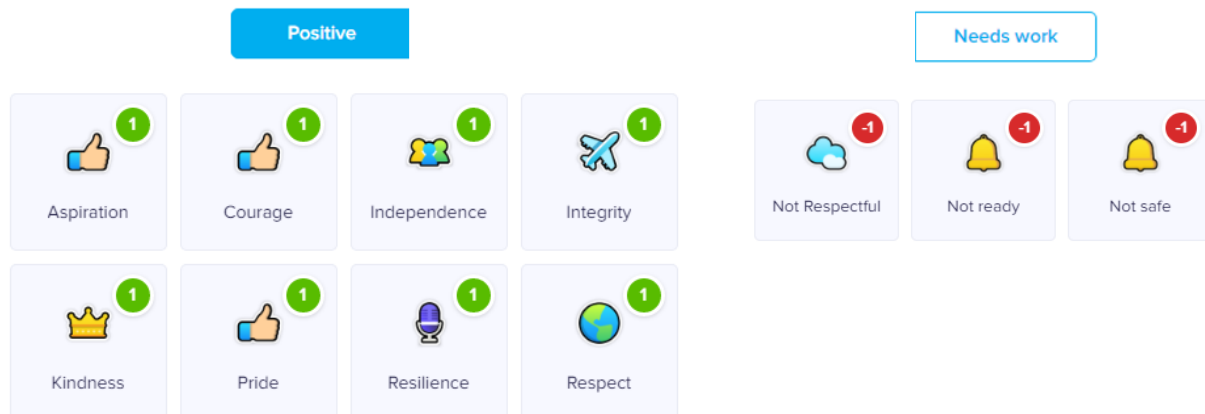 Positive
Needs work
1
1
1
1
Aspiration
Courage
Independence
Integrity
-1
-1
-1
Not Respectful
Not ready
Not safe
1
1
1
1
Kindness
Pride
Resilience
Respect